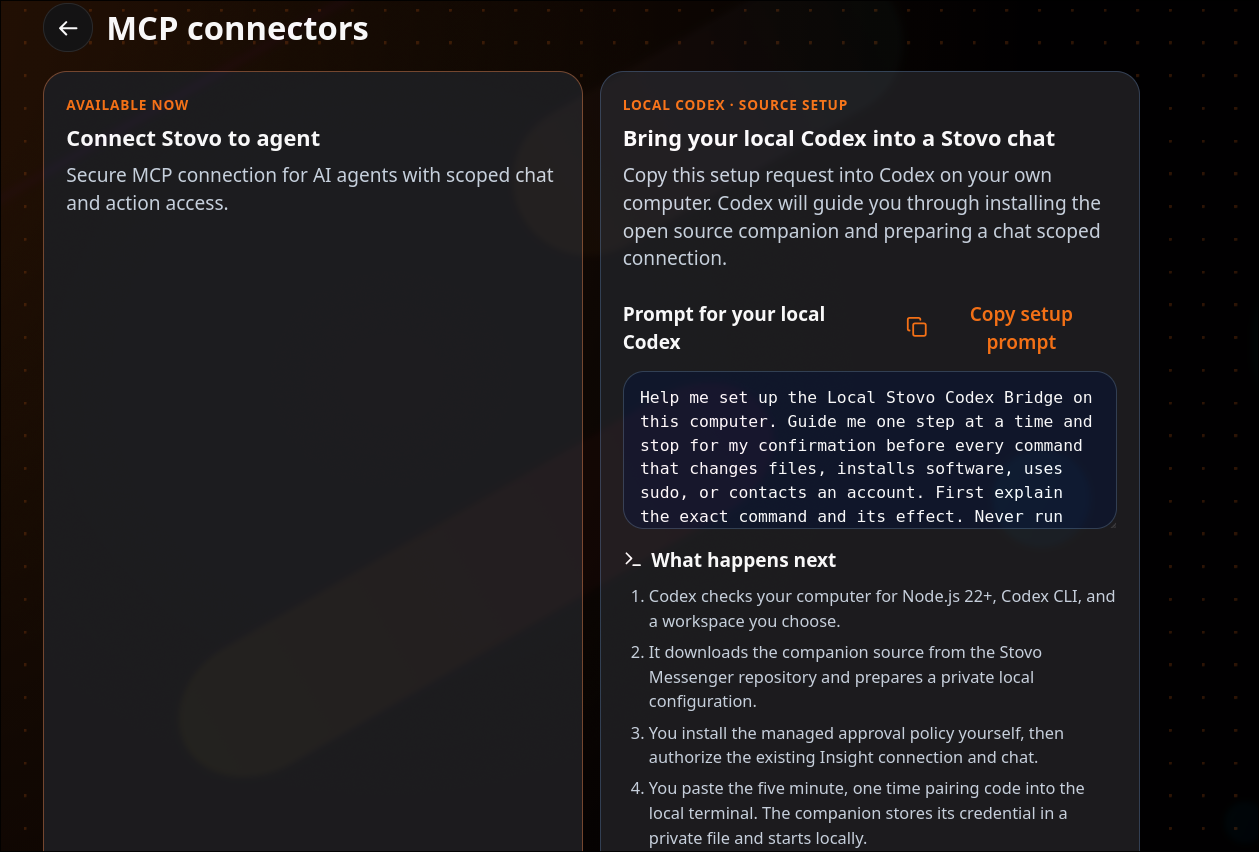 MCP connectors
AVAILABLE NOW
Connect Stovo to agent
Secure MCP connection for AI agents with scoped chat
and action access.
LOCAL CODEX · SOURCE SETUP
Bring your local Codex into a Stovo chat
Copy this setup request into Codex on your own
computer. Codex will guide you through installing the
open source companion and preparing a chat scoped
connection.
Prompt for your local
Codex
Copy setup
prompt
Help me set up the Local Stovo Codex Bridge on
this computer. Guide me one step at a time and
stop for my confirmation before every command
that changes files, installs software, uses
sudo, or contacts an account. First explain
the exact command and its effect. Never run
What happens next
1. Codex checks your computer for Node.js 22+, Codex CLI, and
a workspace you choose.
2. It downloads the companion source from the Stovo
Messenger repository and prepares a private local
configuration.
3. You install the managed approval policy yourself, then
authorize the existing Insight connection and chat.
4. You paste the five minute, one time pairing code into the
local terminal. The companion stores its credential in a
private file and starts locally.